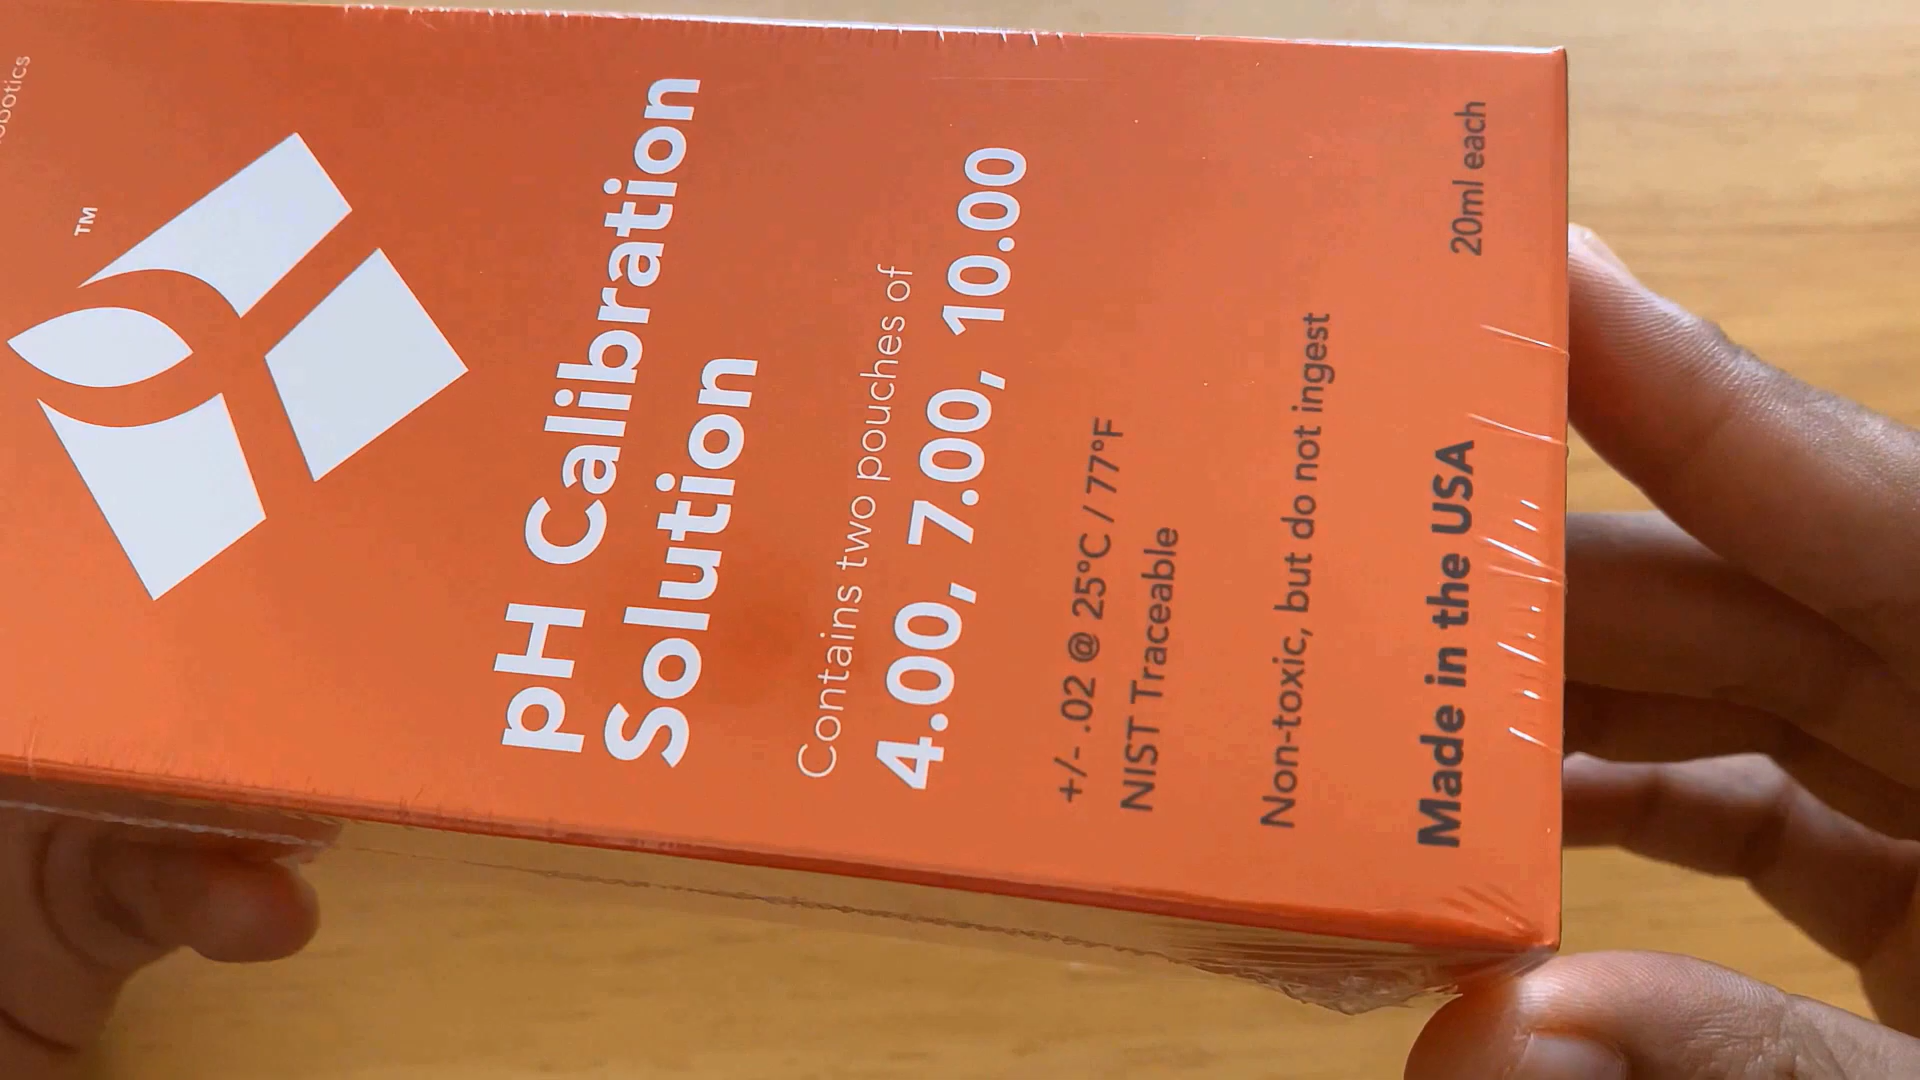 TM
pH Calibration
Solution
Contains two pouches of
4.00, 7.00, 10.00
+/- .02 @ 25°C / 77°F
NIST Traceable
Non-toxic, but do not ingest
Made in the USA
20ml each